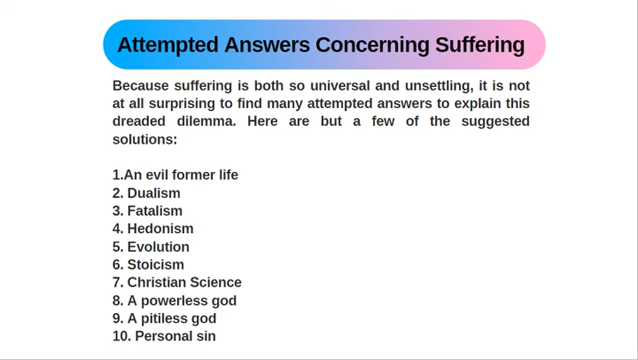 Attempted Answers Concerning Suffering
Because suffering is both so universal and unsettling, it is not
at all surprising to find many attempted answers to explain this
dreaded dilemma. Here are but a few of the suggested
solutions:
1.An evil former life
2. Dualism
3. Fatalism
4. Hedonism
5. Evolution
6. Stoicism
7. Christian Science
8. A powerless god
9. A pitiless god
10. Personal sin